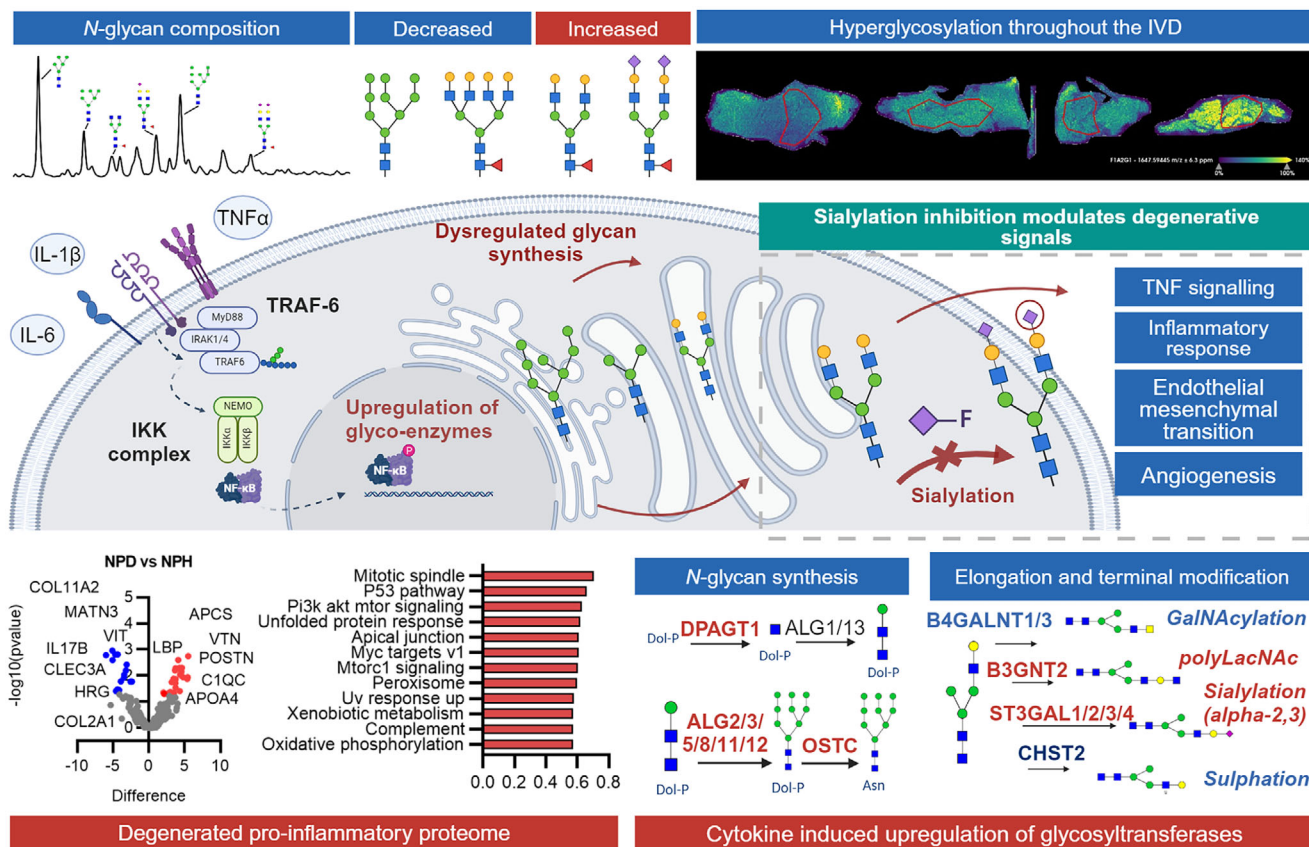 N-glycan composition
Decreased
Increased
Hyperglycosylation throughout the IVD
F1A2G1 - 1647.59445 m/z ± 6.3 ppm
140%
0%
100%
TNFα
IL-1β
IL-6
TRAF-6
MyD88
IRAK1/4
TRAF6
NEMO
IKKα
IKKβ
IKK
complex
NF-κB
Upregulation of
glyco-enzymes
P
NF-κB
Dysregulated glycan
synthesis
Sialylation inhibition modulates degenerative
signals
F
Sialylation
TNF signalling
Inflammatory
response
Endothelial
mesenchymal
transition
Angiogenesis
NPD vs NPH
COL11A2
MATN3
VIT
IL17B
CLEC3A
HRG
COL2A1
APCS
LBP
VTN
POSTN
C1QC
APOA4
-log10(pvalue)
5
4
3
2
1
0
-10
-5
0
5
10
Difference
Mitotic spindle
P53 pathway
Pi3k akt mtor signaling
Unfolded protein response
Apical junction
Myc targets v1
Mtorc1 signaling
Peroxisome
Uv response up
Xenobiotic metabolism
Complement
Oxidative phosphorylation
0.0
0.2
0.4
0.6
0.8
N-glycan synthesis
Dol-P
DPAGT1
Dol-P
ALG1/13
Dol-P
ALG2/3/
5/8/11/12
OSTC
Dol-P
Dol-P
Asn
Elongation and terminal modification
B4GALNT1/3
GalNAcylation
B3GNT2
polyLacNAc
ST3GAL1/2/3/4
Sialylation
(alpha-2,3)
CHST2
Sulphation
Degenerated pro-inflammatory proteome
Cytokine induced upregulation of glycosyltransferases